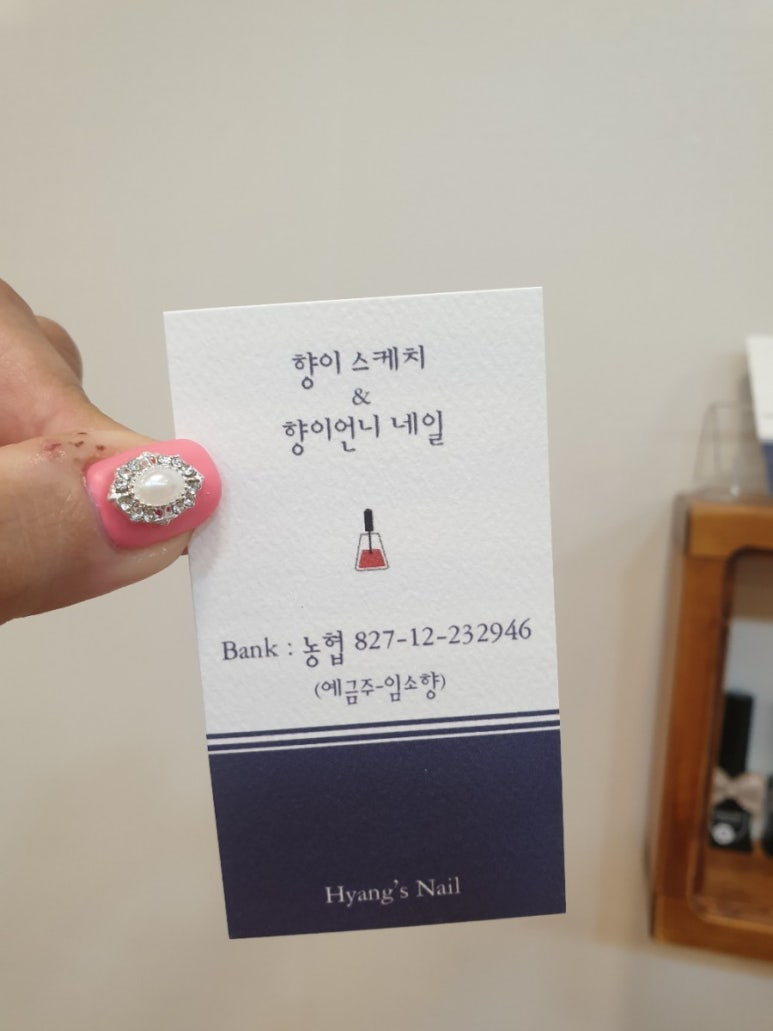 향이 스케치
&
향이언니 네일
Bank : 농협 827-12-232946
(예금주-임소향)
Hyang's Nail